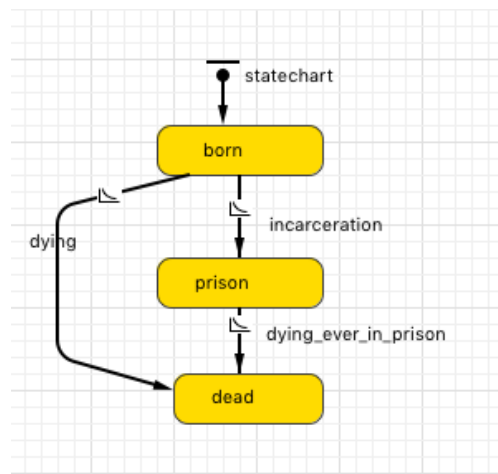 statechart
born
incarceration
dying
prison
dying_ever_in_prison
dead